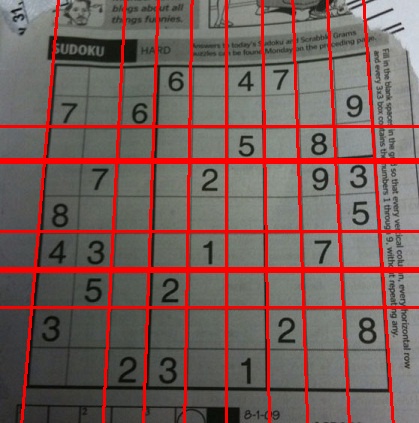 blogs about all
things funnies.
SUDOKU HARD
Answers to today's Sudoku and Scrabble Grams
puzzles can be found Monday on the preceding page.
6 4 7
7 6 9
5 8
7 2 9 3
8 5
4 3 1 7
5 2
3 2 8
2 3 1
Fill in the blank spaces in the grid so that every vertical column, every horizontal row
and every 3x3 box contains the numbers 1 through 9, without repeating any.
2
3
8-1-09